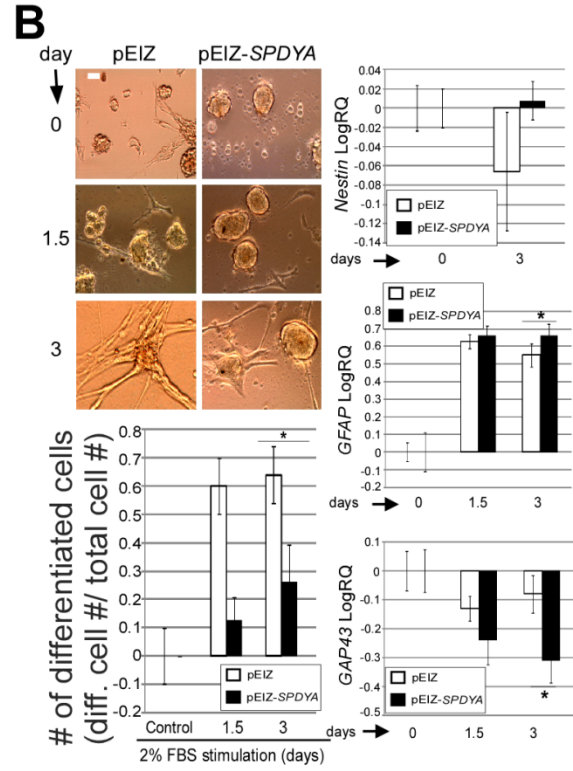 B
day
pEIZ
pEIZ-SPDYA
0
1.5
3
0.04
0.02
0
-0.02
-0.04
-0.06
-0.08
-0.1
-0.12
-0.14
Nestin LogRQ
pEIZ
pEIZ-SPDYA
days
0
3
pEIZ
pEIZ-SPDYA
0.8
0.7
0.6
0.5
0.4
0.3
0.2
0.1
0
-0.1
-0.2
GFAP LogRQ
*
days
0
1.5
3
# of differentiated cells
(diff. cell #/ total cell #)
0.8
0.7
0.6
0.5
0.4
0.3
0.2
0.1
0
-0.1
-0.2
*
pEIZ
pEIZ-SPDYA
Control
1.5
3
2% FBS stimulation (days)
0.1
0
-0.1
-0.2
-0.3
-0.4
-0.5
GAP43 LogRQ
pEIZ
pEIZ-SPDYA
*
days
0
1.5
3